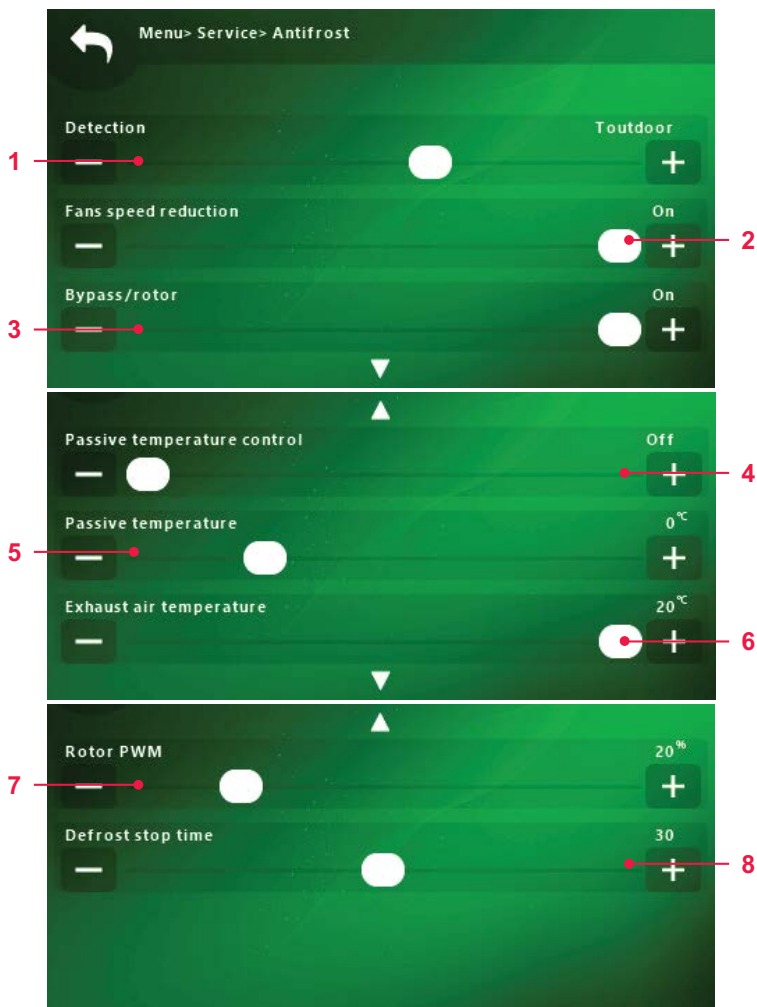 Menu> Service> Antifrost
Detection Toutdoor
1
Fans speed reduction On
2
Bypass/rotor On
3
Passive temperature control Off
4
Passive temperature 0℃
5
Exhaust air temperature 20℃
6
Rotor PWM 20%
7
Defrost stop time 30
8